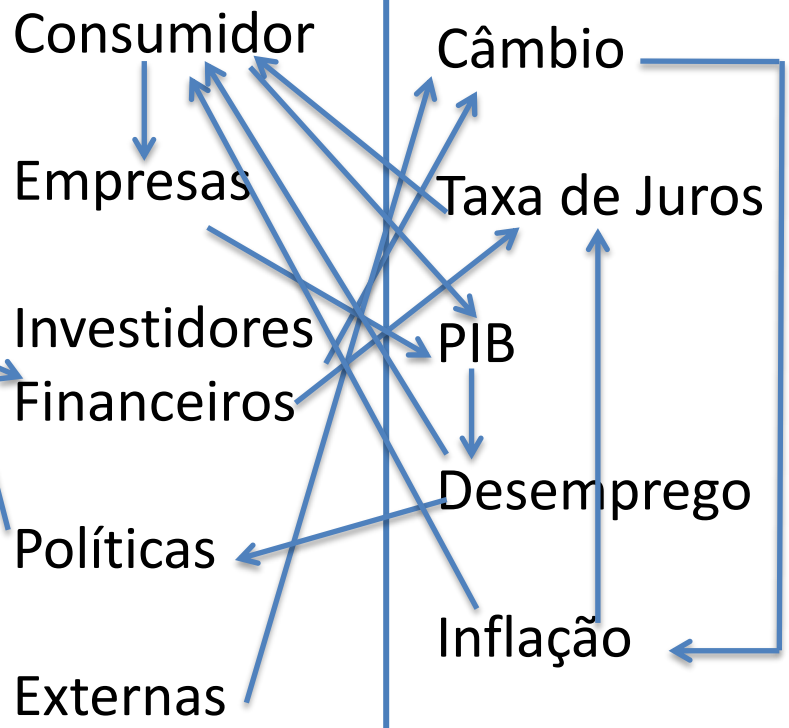 Consumidor
Empresas
Investidores
Financeiros
Políticas
Externas
Câmbio
Taxa de Juros
PIB
Desemprego
Inflação